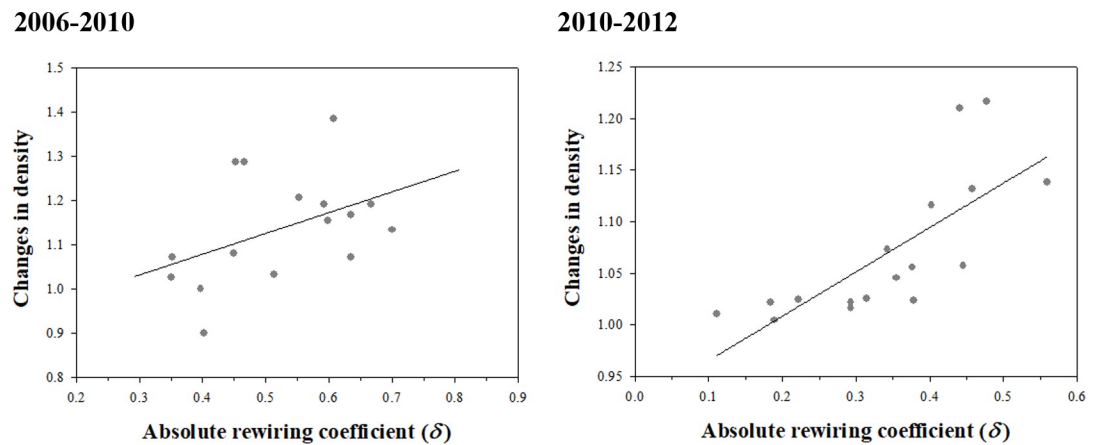 2006-2010
1.5
1.4
1.3
1.2
1.1
1.0
0.9
0.8
Changes in density
0.2 0.3 0.4 0.5 0.6 0.7 0.8 0.9
Absolute rewiring coefficient (δ)
2010-2012
1.25
1.20
1.15
1.10
1.05
1.00
0.95
Changes in density
0.0 0.1 0.2 0.3 0.4 0.5 0.6
Absolute rewiring coefficient (δ)